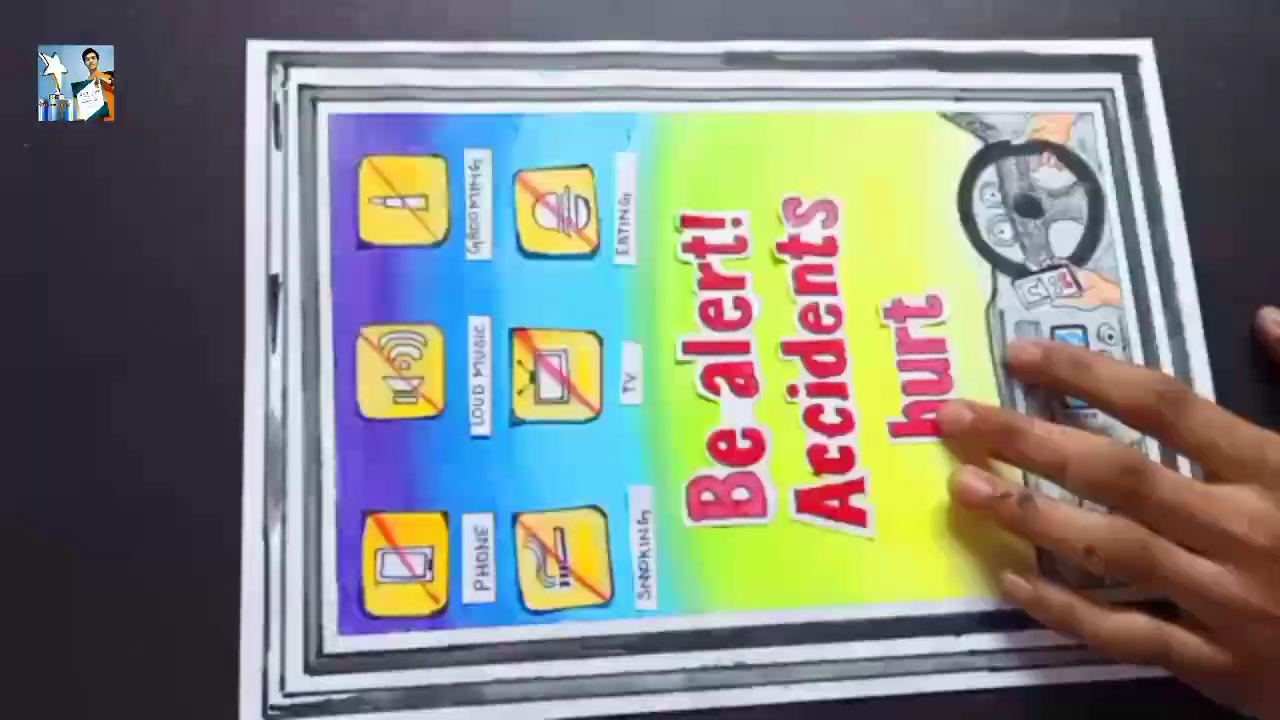 PHONE
LOUD MUSIC
GROOMING
SMOKING
TV
EATING
Be alert!
Accidents
hurt